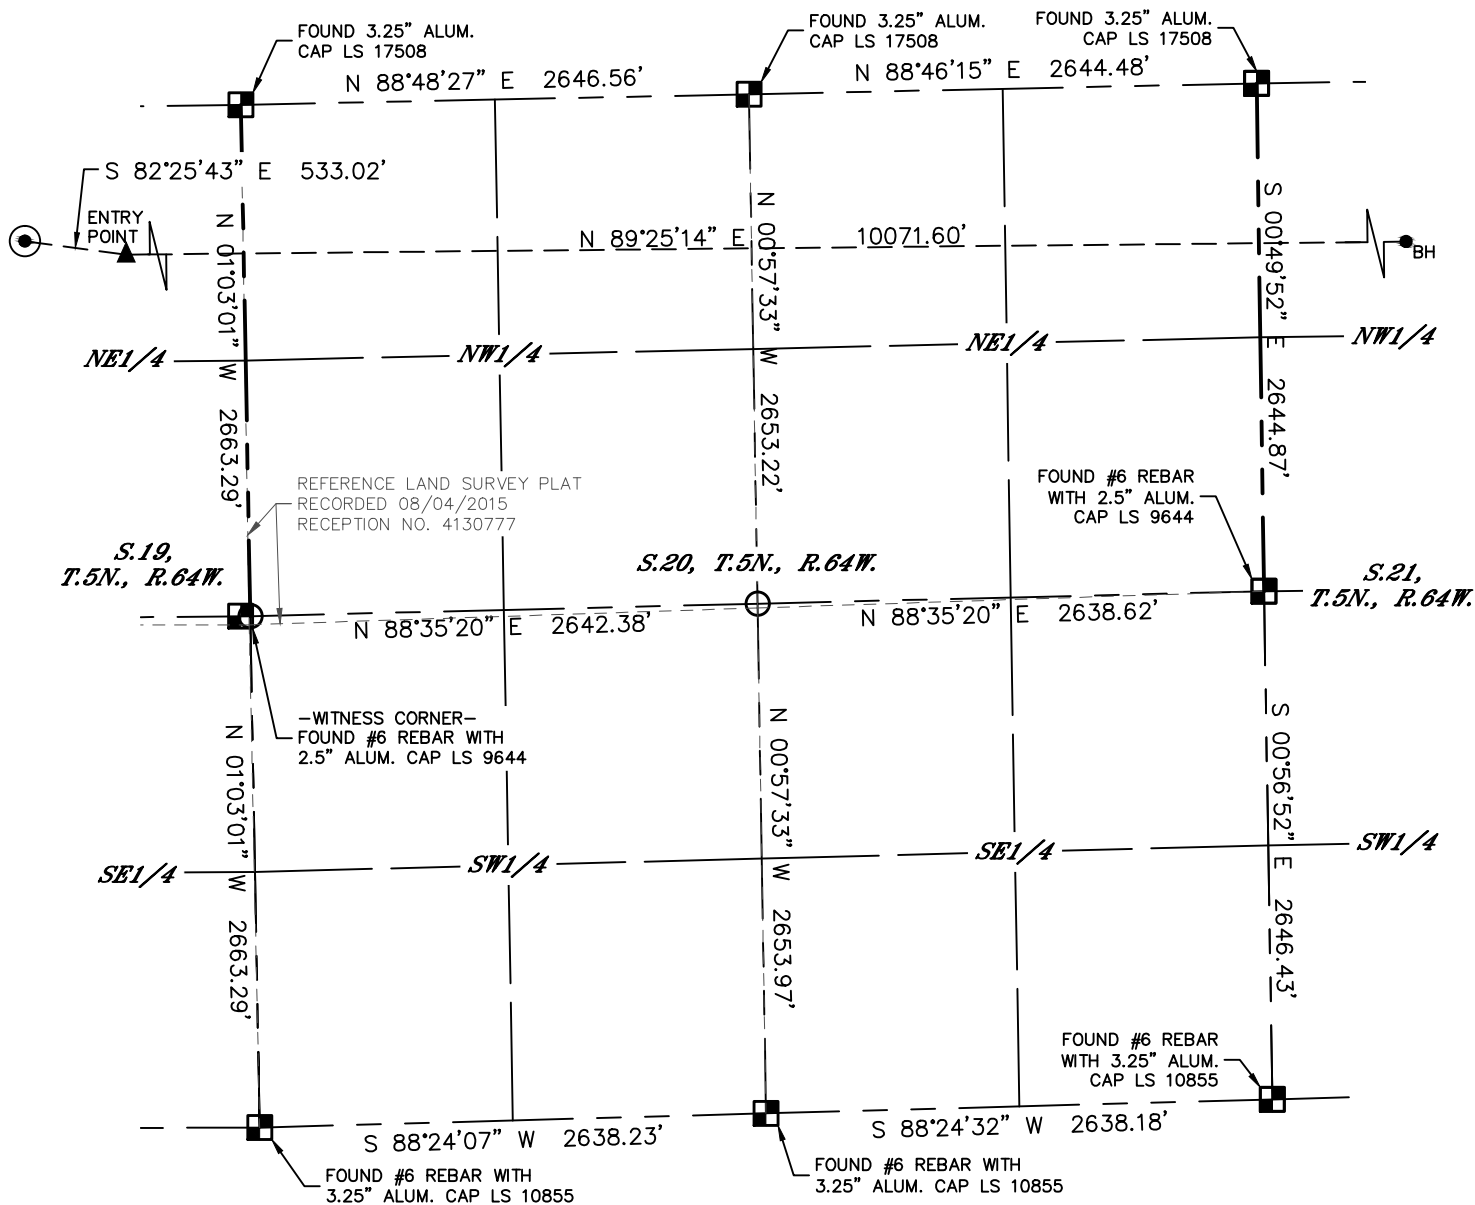 FOUND 3.25” ALUM.
CAP LS 17508
FOUND 3.25” ALUM.
CAP LS 17508
FOUND 3.25” ALUM.
CAP LS 17508
N 88°48’27” E 2646.56’
N 88°46’15” E 2644.48’
S 82°25’43” E 533.02’
ENTRY
POINT
N 89°25’14” E 10071.60’
BH
N 01°03’01” W 2663.29’
N 00°57’33” W 2653.22’
S 00°49’52” E 2644.87’
NE1/4
NW1/4
NE1/4
NW1/4
REFERENCE LAND SURVEY PLAT
RECORDED 08/04/2015
RECEPTION NO. 4130777
FOUND #6 REBAR
WITH 2.5” ALUM.
CAP LS 9644
S.19,
T.5N., R.64W.
S.20, T.5N., R.64W.
S.21,
T.5N., R.64W.
N 88°35’20” E 2642.38’
N 88°35’20” E 2638.62’
–WITNESS CORNER–
FOUND #6 REBAR WITH
2.5” ALUM. CAP LS 9644
N 01°03’01” W 2663.29’
N 00°57’33” W 2653.97’
S 00°56’52” E 2646.43’
SE1/4
SW1/4
SE1/4
SW1/4
FOUND #6 REBAR
WITH 3.25” ALUM.
CAP LS 10855
S 88°24’07” W 2638.23’
S 88°24’32” W 2638.18’
FOUND #6 REBAR WITH
3.25” ALUM. CAP LS 10855
FOUND #6 REBAR WITH
3.25” ALUM. CAP LS 10855